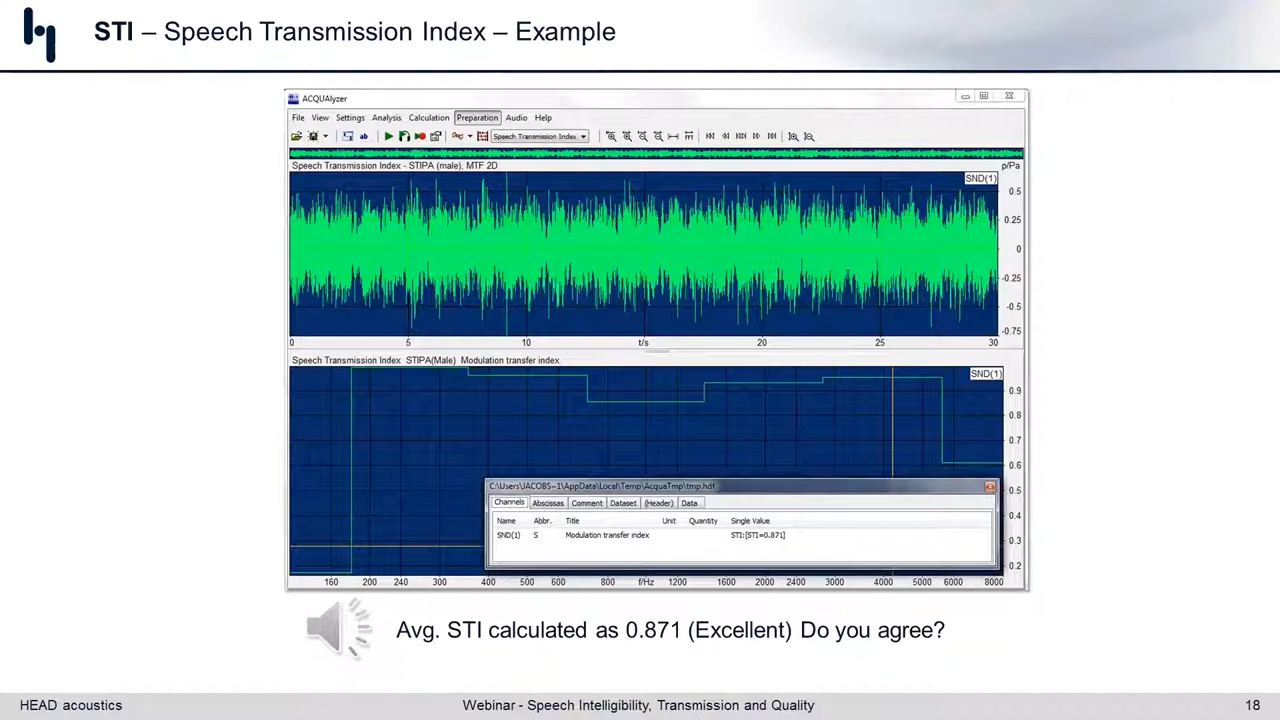 STI – Speech Transmission Index – Example
ACQUAlyzer
File View Settings Analysis Calculation Preparation Audio Help
ab Speech Transmission Index
Speech Transmission Index - STIPA (male), MTF 2D p/Pa
SND(1)
0.5
0.25
0
-0.25
-0.5
-0.75
0 5 10 t/s 20 25 30
Speech Transmission Index STIPA(Male) Modulation transfer index
SND(1)
0.9
0.8
0.7
0.6
0.5
0.4
0.3
0.2
C:\Users\JACOBS~1\AppData\Local\Temp\AcquaTmp\tmp.hdf
Channels Abscissas Comment Dataset (Header) Data
Name Abbr. Title Unit Quantity Single Value
SND(1) S Modulation transfer index STI:[STI=0.871]
160 200 240 300 400 500 600 800 f/Hz 1200 1600 2000 2400 3000 4000 5000 6000 8000
Avg. STI calculated as 0.871 (Excellent) Do you agree?
HEAD acoustics Webinar - Speech Intelligibility, Transmission and Quality 18